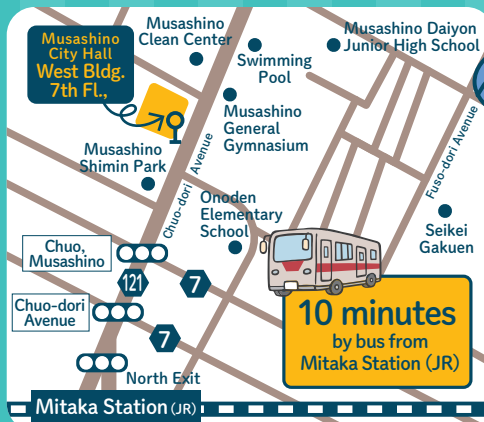 Musashino
City Hall
West Bldg.
7th Fl.,
Musashino
Clean Center
Swimming
Pool
Musashino Daiyon
Junior High School
Musashino
General
Gymnasium
Musashino
Shimin Park
Chuo-dori Avenue
Fuso-dori Avenue
Onoden
Elementary
School
Seikei
Gakuen
Chuo,
Musashino
121
7
Chuo-dori
Avenue
7
10 minutes
by bus from
Mitaka Station (JR)
North Exit
Mitaka Station (JR)